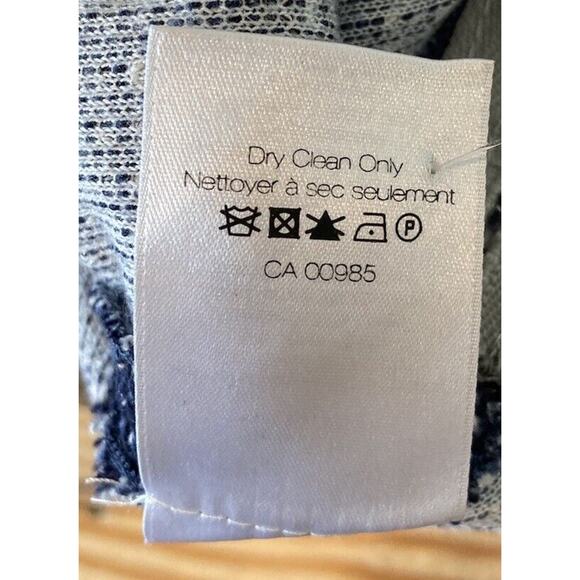 Dry Clean Only
Nettoyer à sec seulement
P
CA 00985